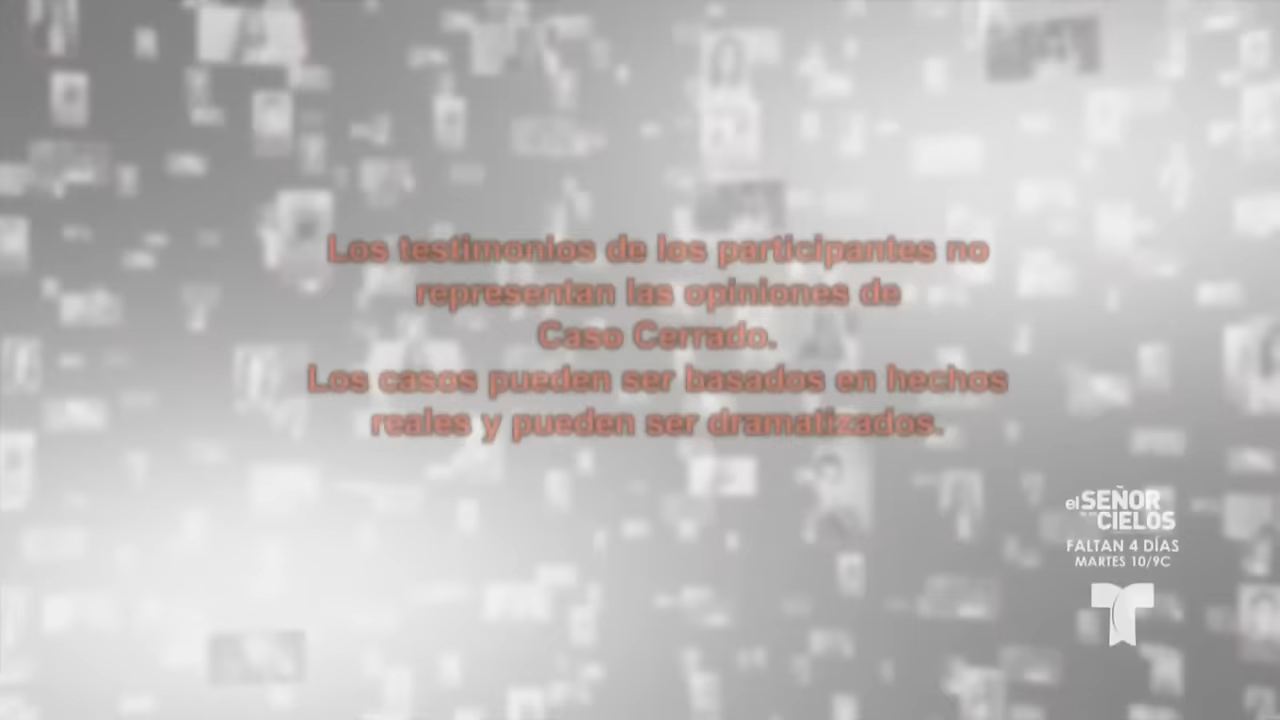 Los testimonios de los participantes no
representan las opiniones de
Caso Cerrado.
Los casos pueden ser basados en hechos
reales y pueden ser dramatizados.
el SEÑOR
CIELOS
FALTAN 4 DÍAS
MARTES 10/9C